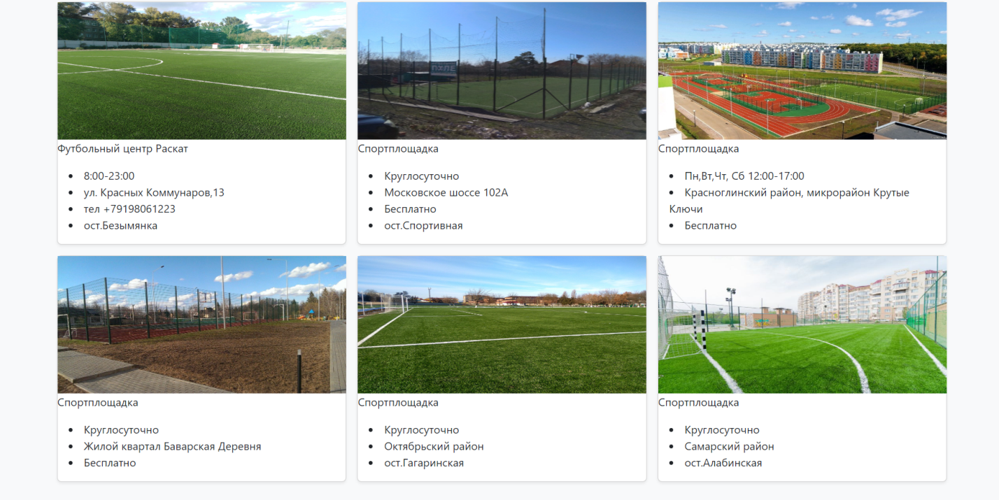 ПХЛЕ
Футбольный центр Раскат
8:00-23:00
ул. Красных Коммунаров,13
тел +79198061223
ост.Безымянка
Спортплощадка
Круглосуточно
Московское шоссе 102А
Бесплатно
ост.Спортивная
Спортплощадка
Пн,Вт,Чт, Сб 12:00-17:00
Красноглинский район, микрорайон Крутые
Ключи
Бесплатно
Спортплощадка
Круглосуточно
Жилой квартал Баварская Деревня
Бесплатно
Спортплощадка
Круглосуточно
Октябрьский район
ост.Гагаринская
Спортплощадка
Круглосуточно
Самарский район
ост.Алабинская